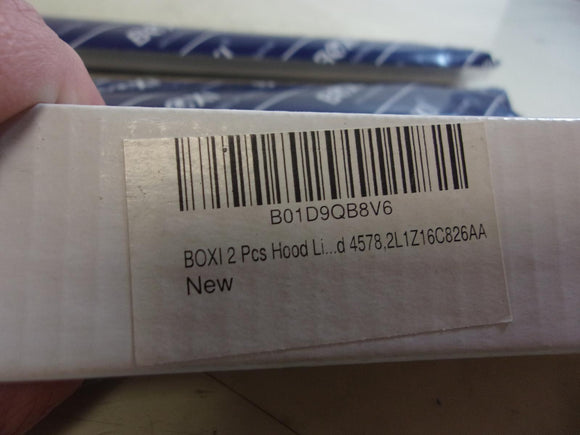 B01D9QB8V6
BOXI 2 Pcs Hood Li...d 4578,2L1Z16C826AA
New